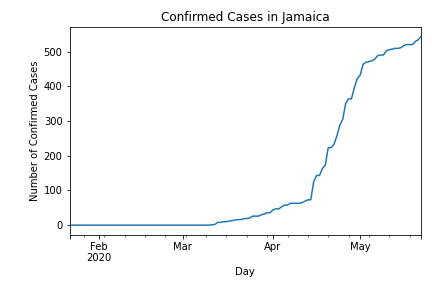 Confirmed Cases in Jamaica
Number of Confirmed Cases
500
400
300
200
100
0
Feb
2020
Mar
Apr
May
Day